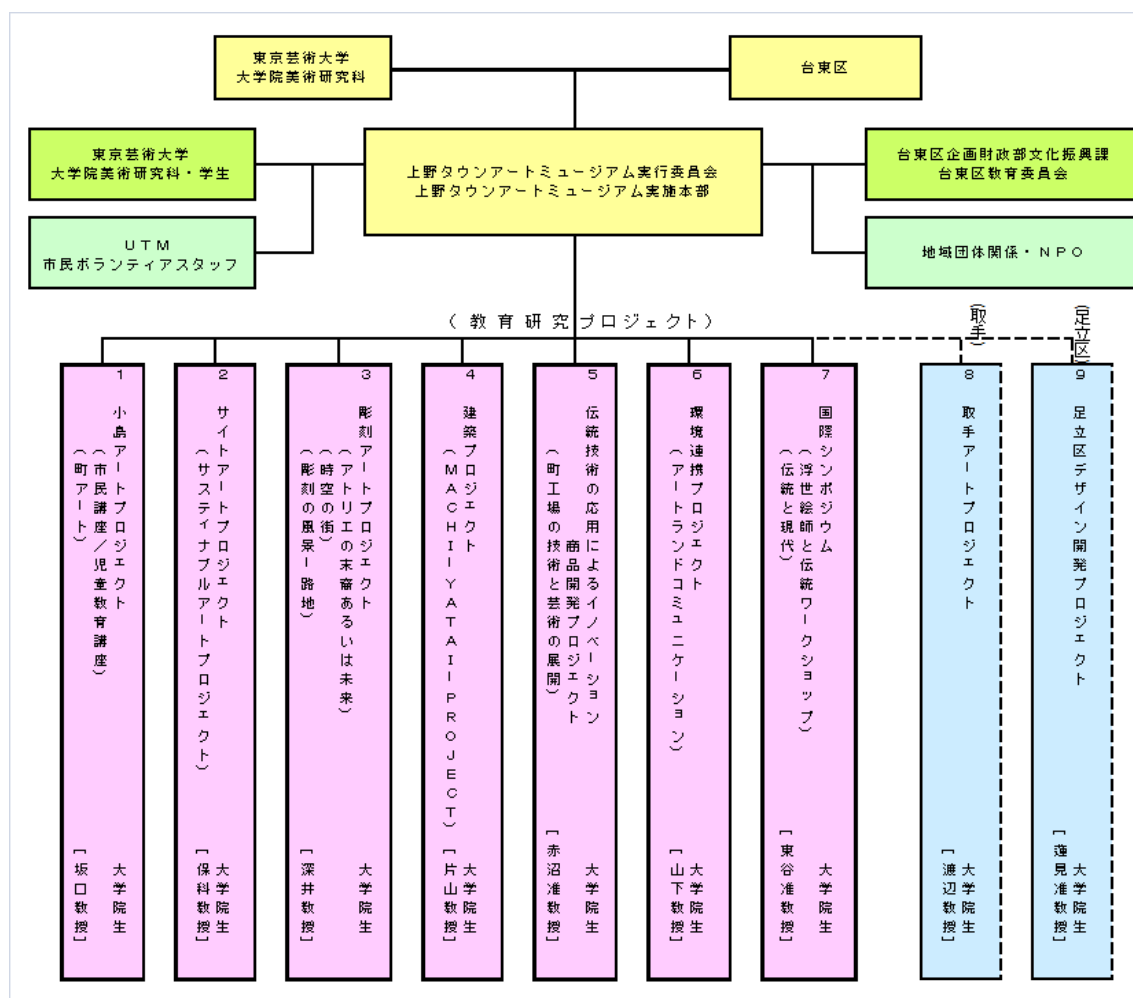 東京芸術大学
大学院美術研究科
台東区
東京芸術大学
大学院美術研究科・学生
上野タウンアートミュージアム実行委員会
上野タウンアートミュージアム実施本部
台東区企画財政部文化振興課
台東区教育委員会
UTM
市民ボランティアスタッフ
地域団体関係・NPO
(教育研究プロジェクト)
(取手)
(足立区)
1 小島アートプロジェクト
(市民講座/児童教育講座)
(町アート)
大学院生
[坂口教授]
2 サイトアートプロジェクト
(サスティナブルアートプロジェクト)
大学院生
[保科教授]
3 彫刻アートプロジェクト
(アトリエの末裔あるいは未来)
(時空の街)
(彫刻の風景ー路地)
大学院生
[深井教授]
4 建築プロジェクト
(MACHI-YATAI-PROJECT)
大学院生
[片山教授]
5 伝統技術の応用によるイノベーション
商品開発プロジェクト
(町工場の技術と芸術の展開)
大学院生
[赤沼准教授]
6 環境連携プロジェクト
(アートランドコミュニケーション)
大学院生
[山下教授]
7 国際シンポジウム
(浮世絵師と伝統ワークショップ)
(伝統と現代)
大学院生
[東谷准教授]
8 取手アートプロジェクト
大学院生
[渡辺教授]
9 足立区デザイン開発プロジェクト
大学院生
[蓮見准教授]